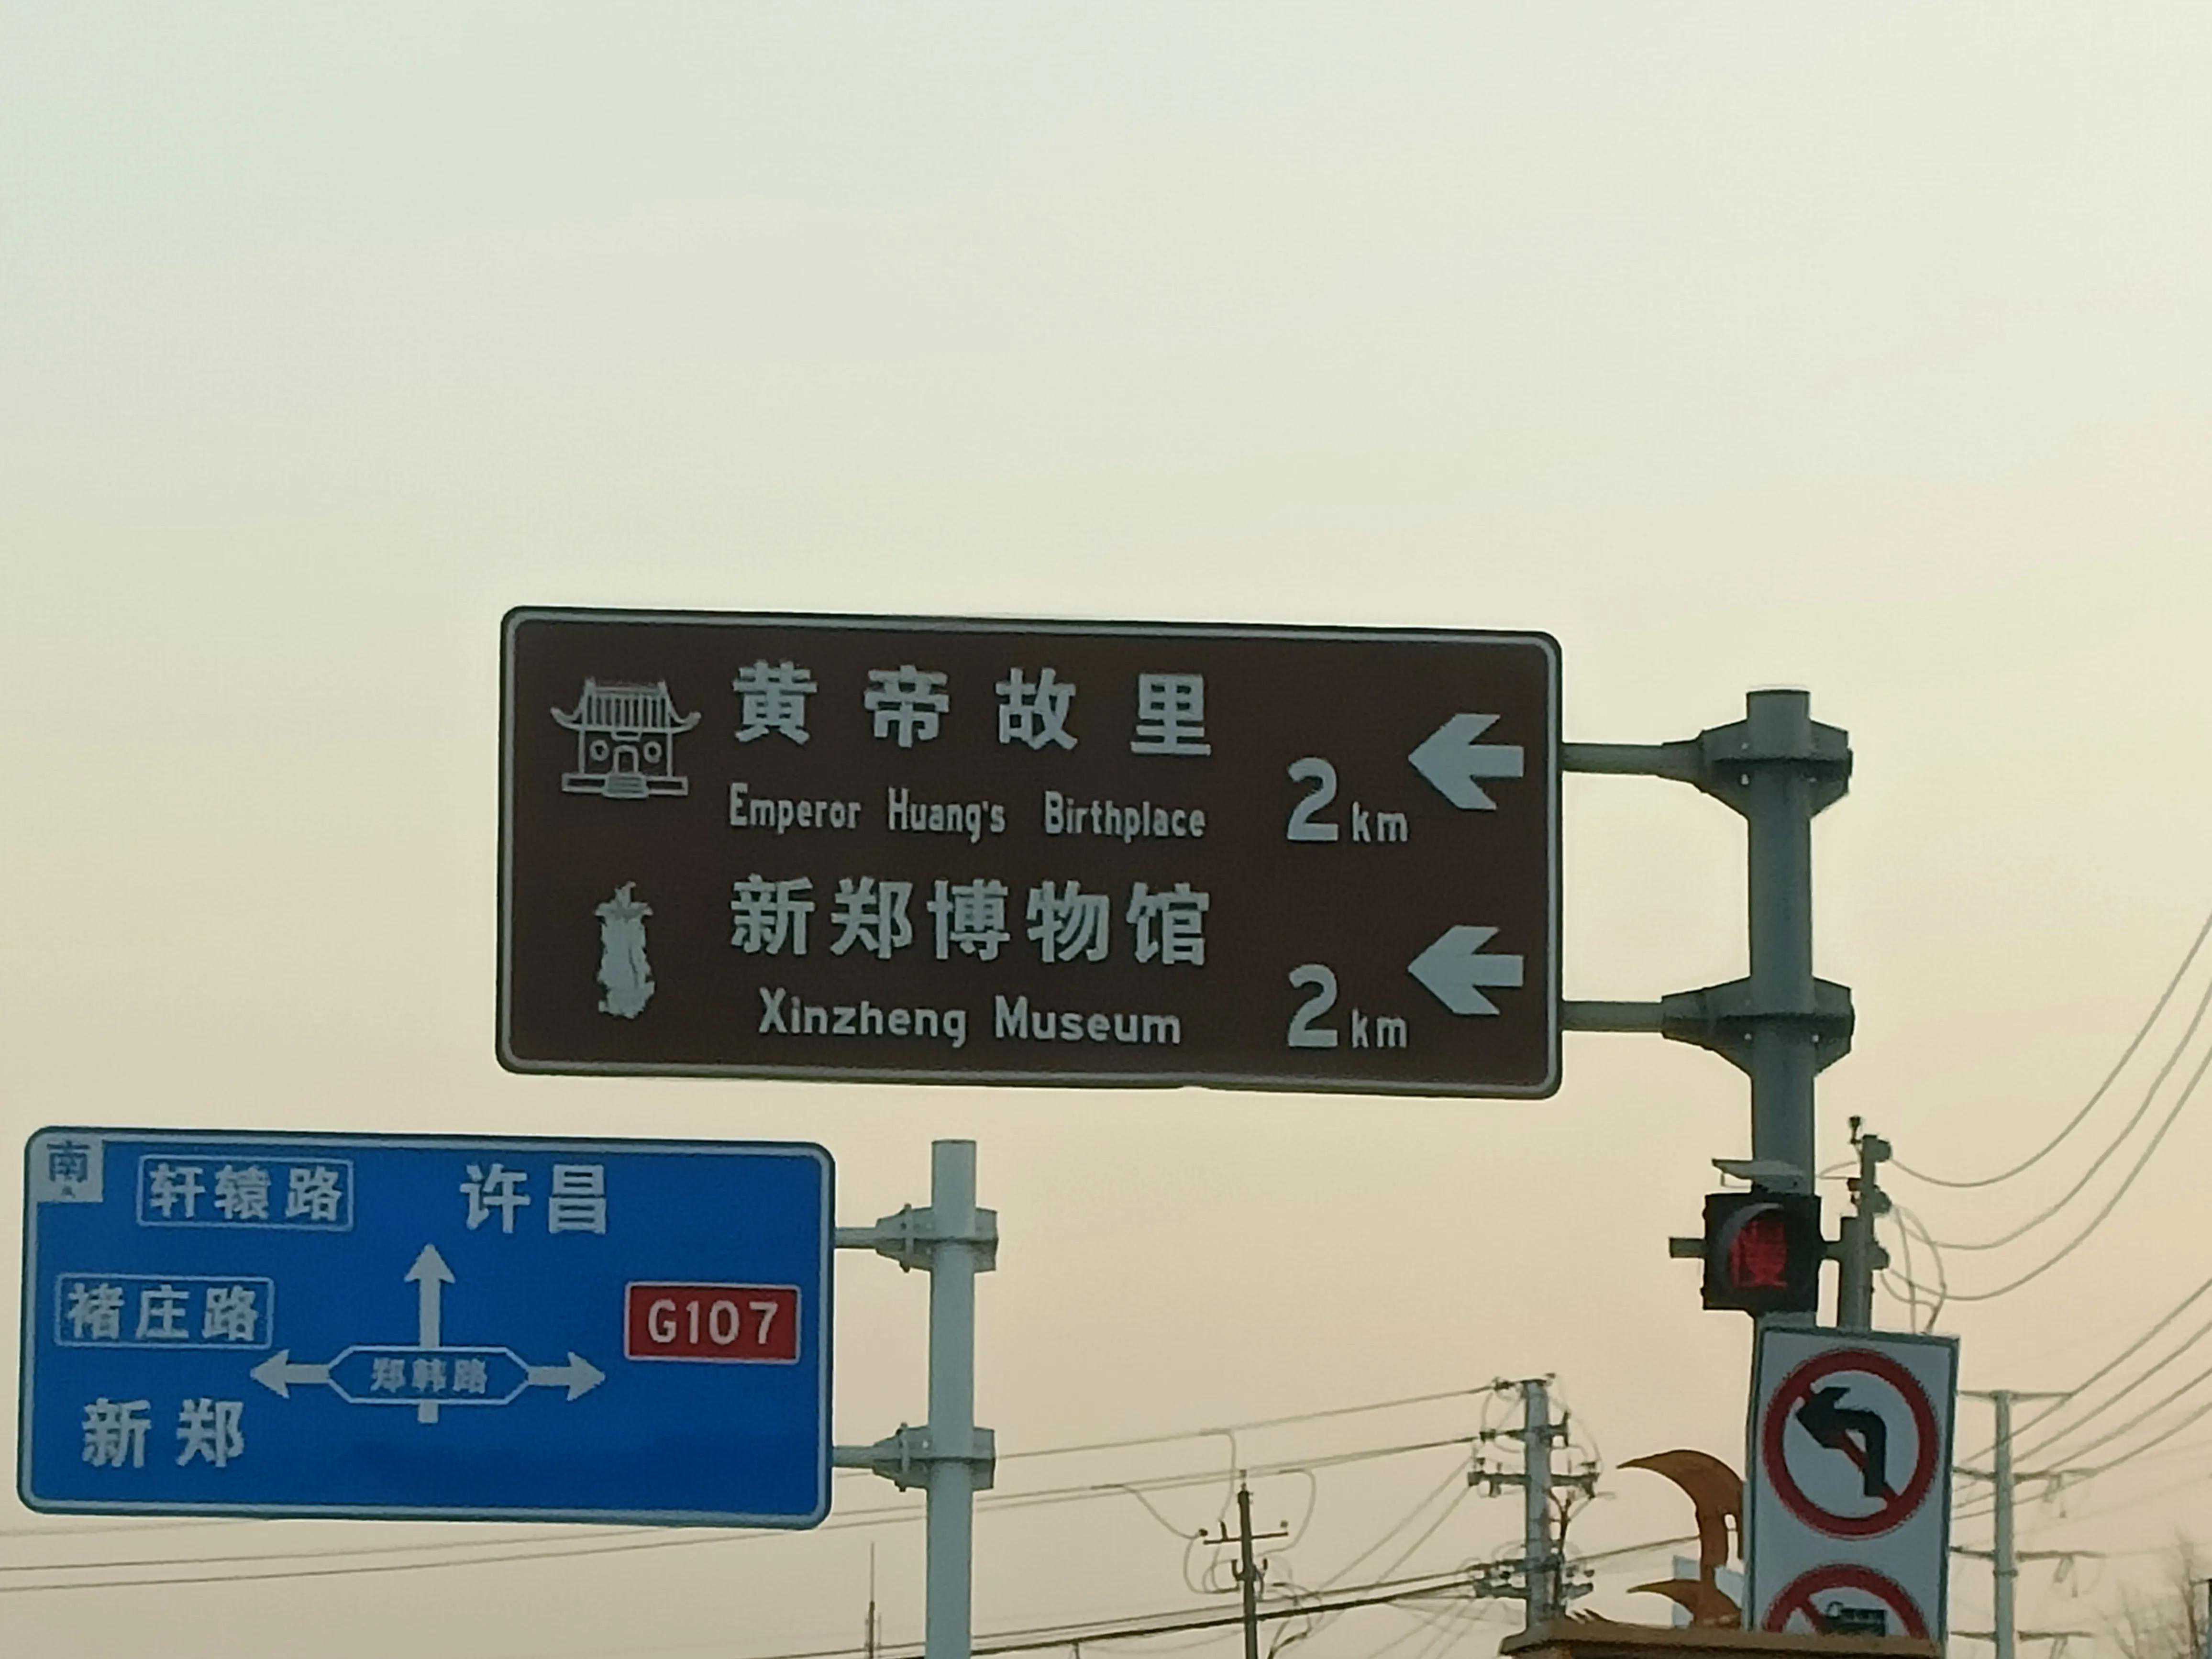 黄帝故里
Emperor Huang's Birthplace 2km
新郑博物馆
Xinzheng Museum 2km
南
轩辕路 许昌
褚庄路 G107
郑韩路
新郑
慢